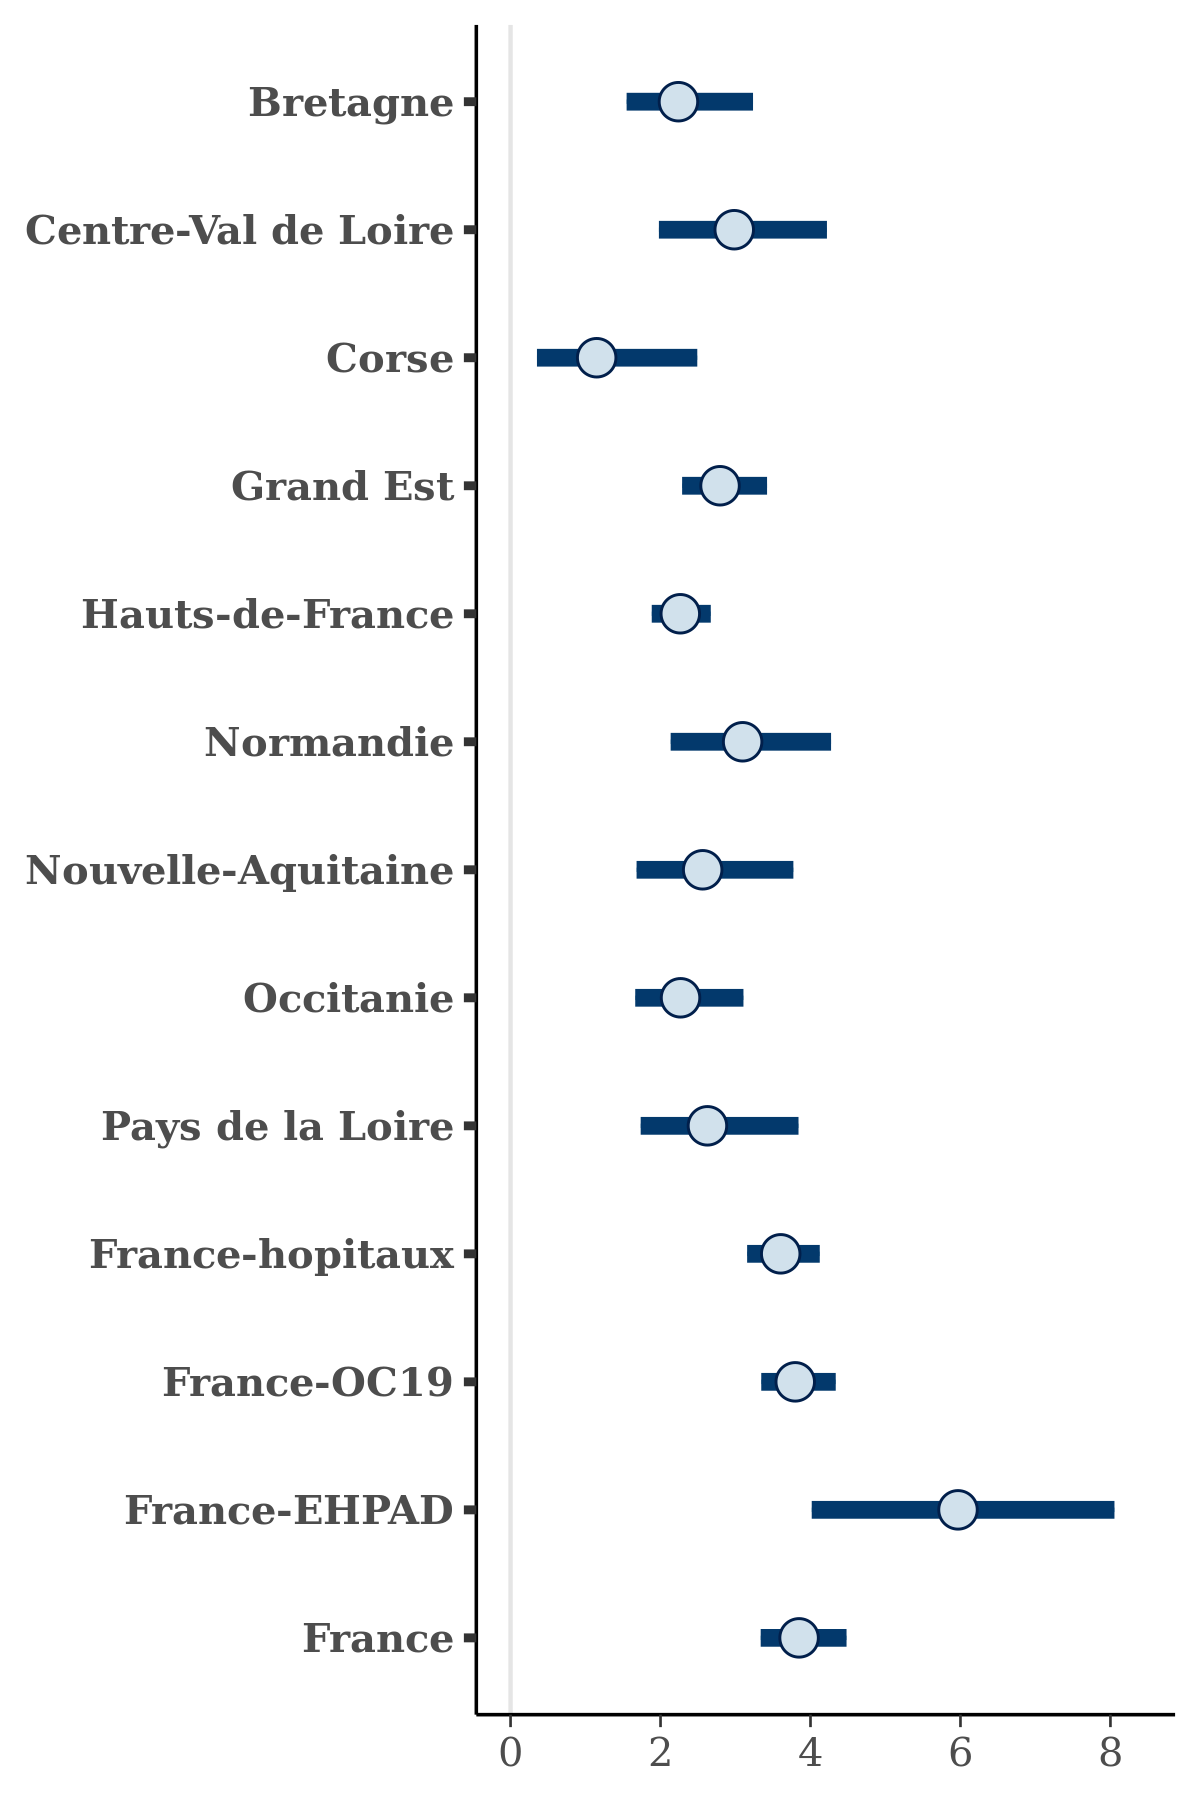 Bretagne
Centre-Val de Loire
Corse
Grand Est
Hauts-de-France
Normandie
Nouvelle-Aquitaine
Occitanie
Pays de la Loire
France-hopitaux
France-OC19
France-EHPAD
France
0 2 4 6 8